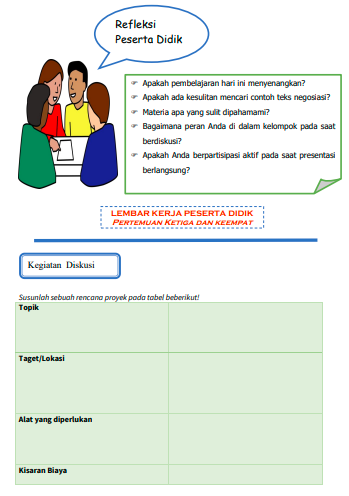 Refleksi
Peserta Didik
Apakah pembelajaran hari ini menyenangkan?
Apakah ada kesulitan mencari contoh teks negosiasi?
Materia apa yang sulit dipahamami?
Bagaimana peran Anda di dalam kelompok pada saat
berdiskusi?
Apakah Anda berpartisipasi aktif pada saat presentasi
berlangsung?
LEMBAR KERJA PESERTA DIDIK
PERTEMUAN KETIGA DAN KEEMPAT
Kegiatan Diskusi
Susunlah sebuah rencana proyek pada tabel beberikut!
Topik
Taget/Lokasi
Alat yang diperlukan
Kisaran Biaya